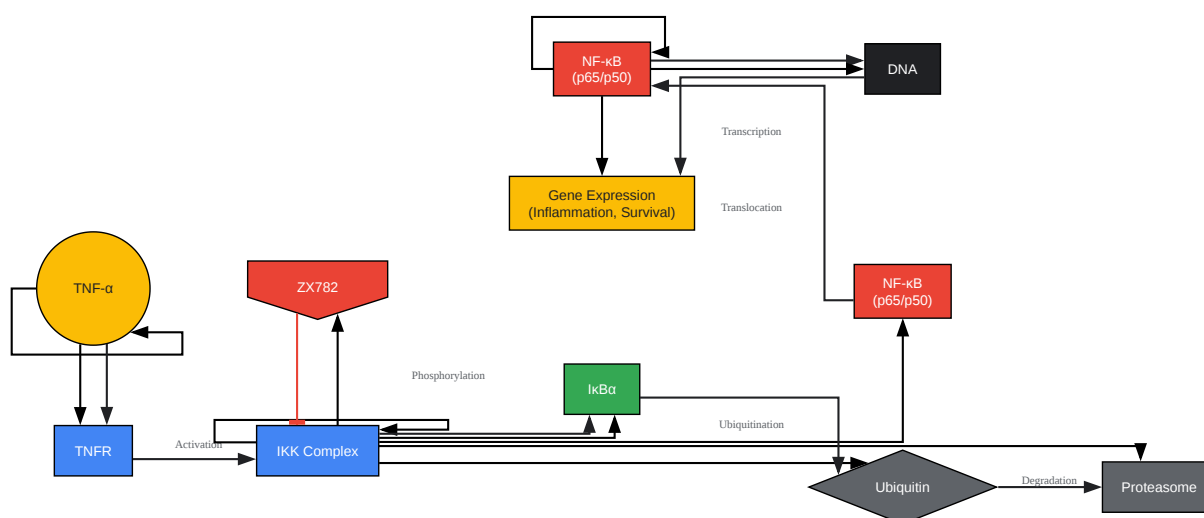 NF-κB
(p65/p50)
DNA
Transcription
Gene Expression
(Inflammation, Survival)
Translocation
TNF-α
ZX782
NF-κB
(p65/p50)
Phosphorylation
IκBα
Ubiquitination
TNFR
Activation
IKK Complex
Ubiquitin
Degradation
Proteasome